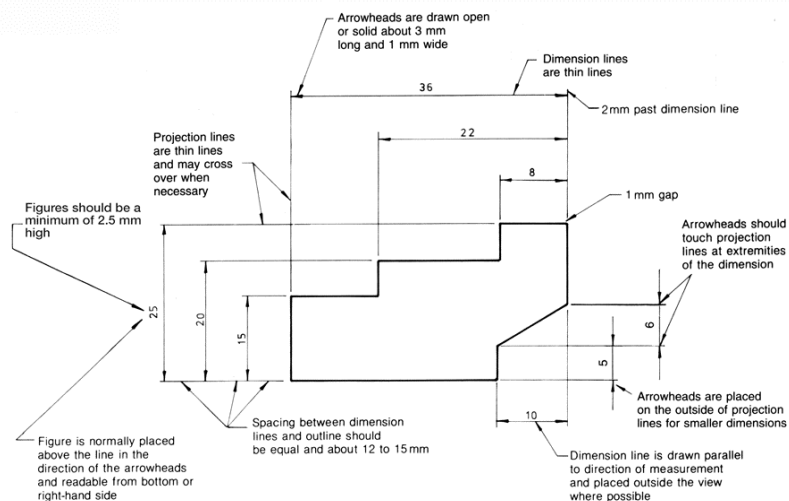 Arrowheads are drawn open
or solid about 3 mm
long and 1 mm wide
Dimension lines
are thin lines
36
2mm past dimension line
22
Projection lines
are thin lines
and may cross
over when
necessary
8
1 mm gap
Figures should be a
minimum of 2.5 mm
high
Arrowheads should
touch projection
lines at extremities
of the dimension
25
20
15
6
5
10
Arrowheads are placed
on the outside of projection
lines for smaller dimensions
Spacing between dimension
lines and outline should
be equal and about 12 to 15mm
Figure is normally placed
above the line in the
direction of the arrowheads
and readable from bottom or
right-hand side
Dimension line is drawn parallel
to direction of measurement
and placed outside the view
where possible